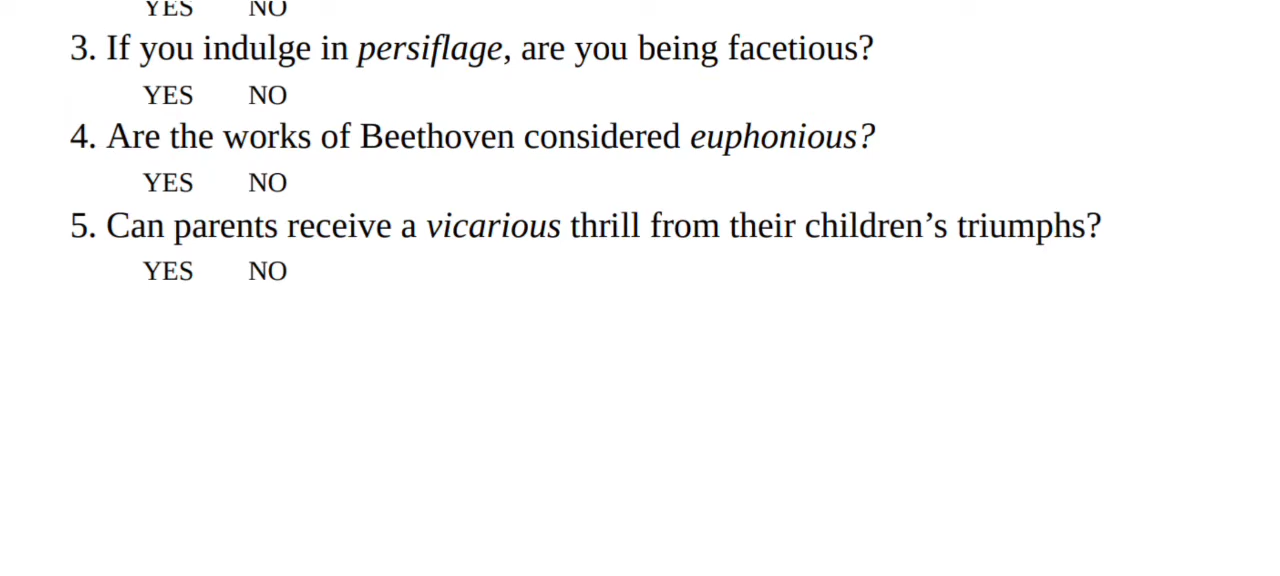 YES NO
3. If you indulge in persiflage, are you being facetious?
YES NO
4. Are the works of Beethoven considered euphonious?
YES NO
5. Can parents receive a vicarious thrill from their children’s triumphs?
YES NO